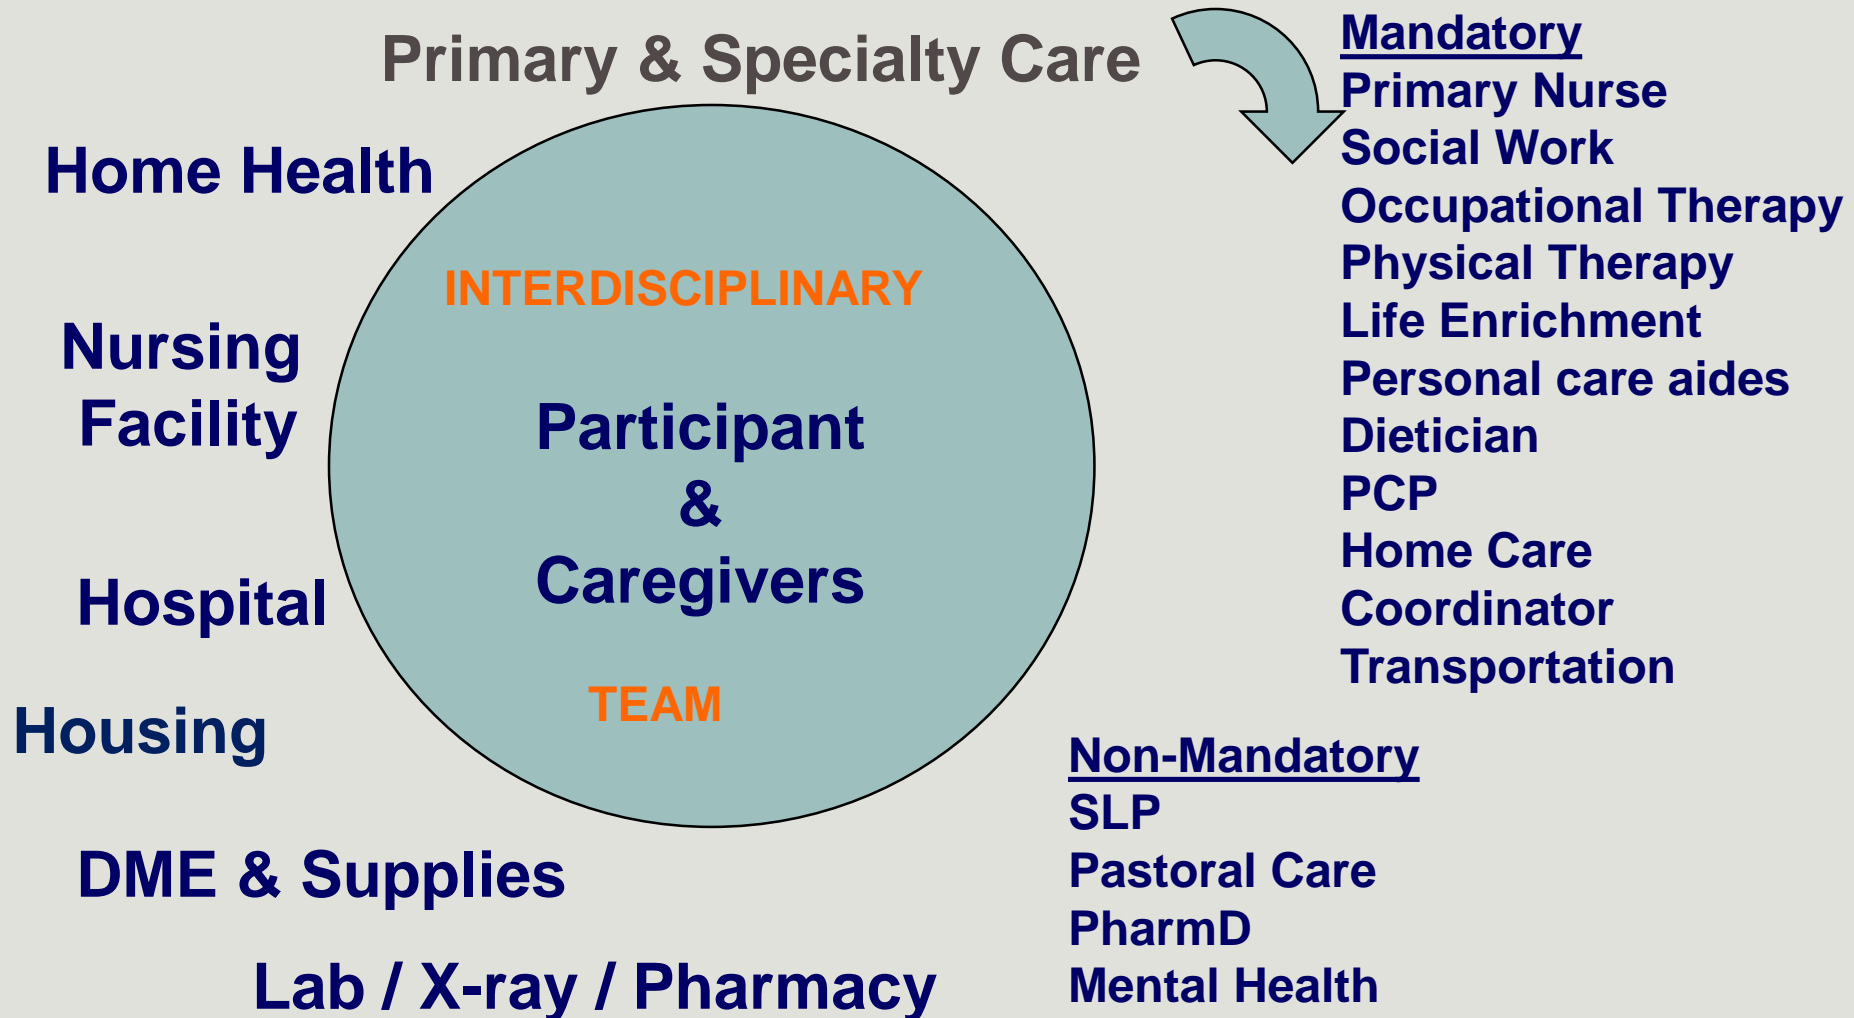 Primary & Specialty Care
Home Health
Nursing
Facility
Hospital
Housing
DME & Supplies
Lab / X-ray / Pharmacy
INTERDISCIPLINARY
Participant
&
Caregivers
TEAM
Mandatory
Primary Nurse
Social Work
Occupational Therapy
Physical Therapy
Life Enrichment
Personal care aides
Dietician
PCP
Home Care
Coordinator
Transportation
Non-Mandatory
SLP
Pastoral Care
PharmD
Mental Health